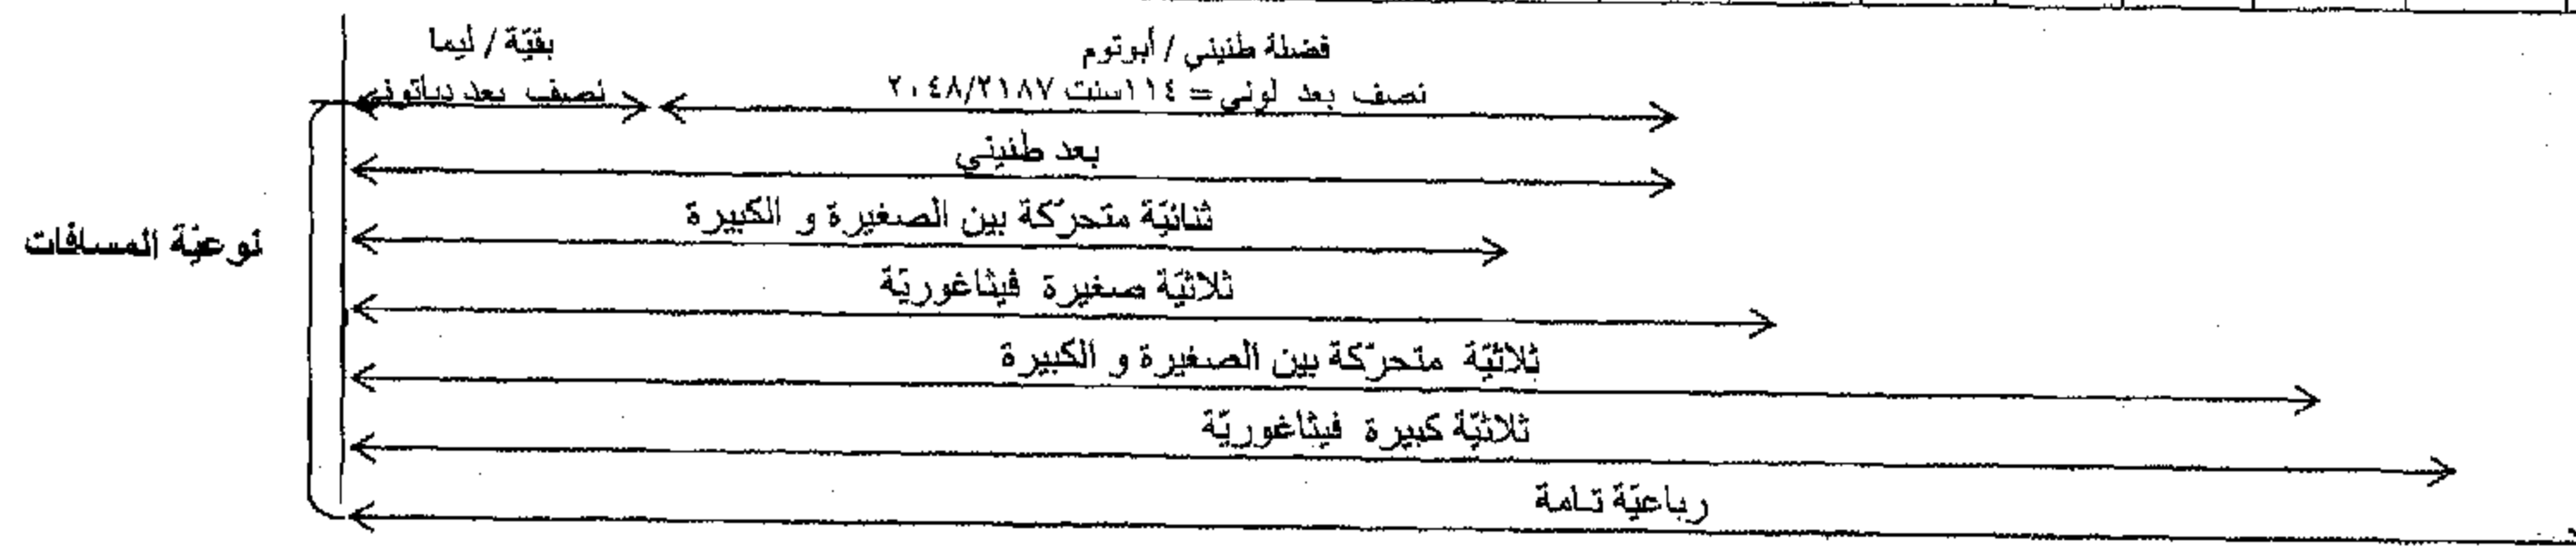 فضلة طنيني / أبوتوم
نصف بعد لوني = ١١٤سنت ٢٠٤٨/٢١٨٧
بقيّة / ليما
نصف بعد دياتوني
بعد طنيني
ثنائيّة متحرّكة بين الصغيرة و الكبيرة
ثلاثيّة صغيرة فيثاغوريّة
ثلاثيّة متحرّكة بين الصغيرة و الكبيرة
ثلاثيّة كبيرة فيثاغوريّة
رباعيّة تامة
نوعيّة المسافات